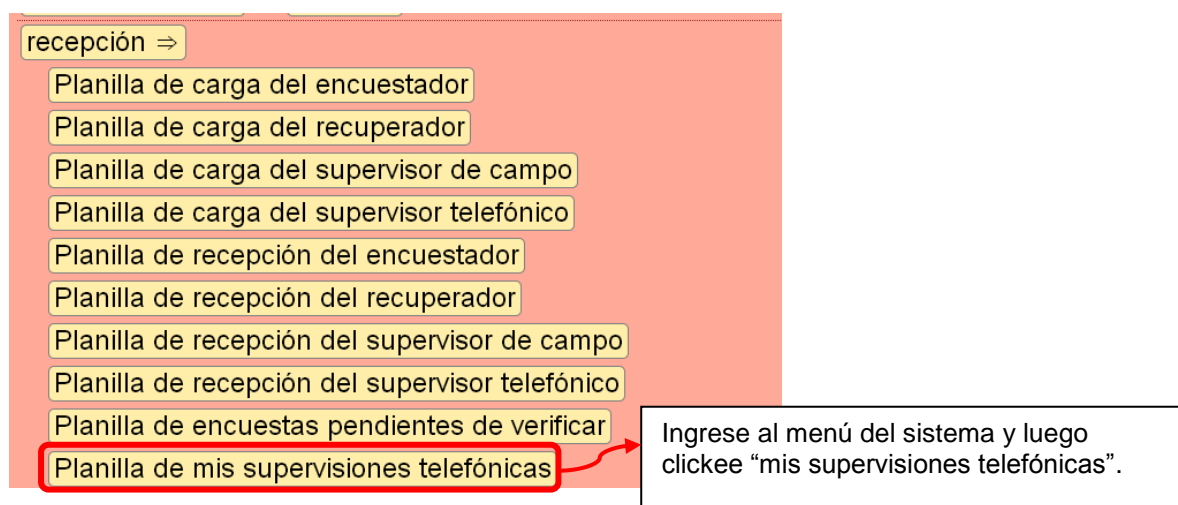 recepción ⇒
Planilla de carga del encuestador
Planilla de carga del recuperador
Planilla de carga del supervisor de campo
Planilla de carga del supervisor telefónico
Planilla de recepción del encuestador
Planilla de recepción del recuperador
Planilla de recepción del supervisor de campo
Planilla de recepción del supervisor telefónico
Planilla de encuestas pendientes de verificar
Planilla de mis supervisiones telefónicas
Ingrese al menú del sistema y luego
clickee “mis supervisiones telefónicas”.